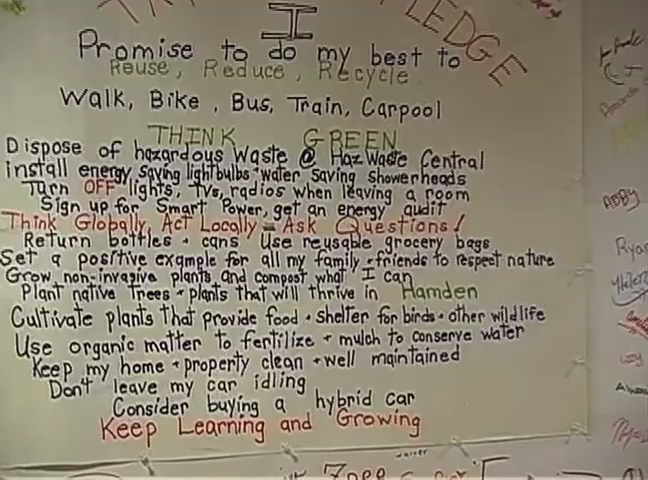 PLEDGE
I
Promise to do my best to
Reuse, Reduce, Recycle
Walk, Bike, Bus, Train, Carpool
THINK GREEN
Dispose of hazardous waste @ Haz Waste Central
install energy saving lightbulbs + water saving showerheads
Turn OFF lights, tvs, radios when leaving a room
Sign up for Smart Power, get an energy audit
Think Globally, Act Locally = Ask Questions!
Return bottles + cans, Use reusable grocery bags
Set a positive example for all my family + friends to respect nature
Grow non-invasive plants, and compost what I can
Plant native Trees + plants that will thrive in Hamden
Cultivate plants that provide food + shelter for birds + other wildlife
Use organic matter to fertilize + mulch to conserve water
Keep my home + property clean + well maintained
Don't leave my car idling
Consider buying a hybrid car
Keep Learning and Growing
ABBY
Ryan